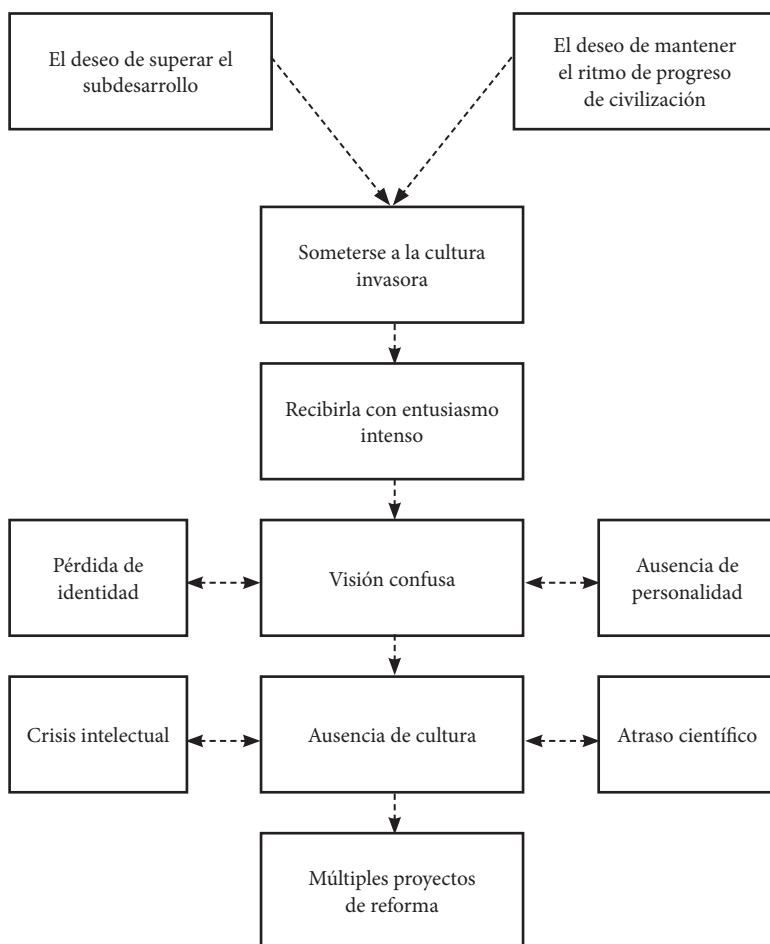 El deseo de superar el
subdesarrollo
El deseo de mantener
el ritmo de progreso
de civilización
Someterse a la cultura
invasora
Recibirla con entusiasmo
intenso
Pérdida de
identidad
Visión confusa
Ausencia de
personalidad
Crisis intelectual
Ausencia de cultura
Atraso científico
Múltiples proyectos
de reforma